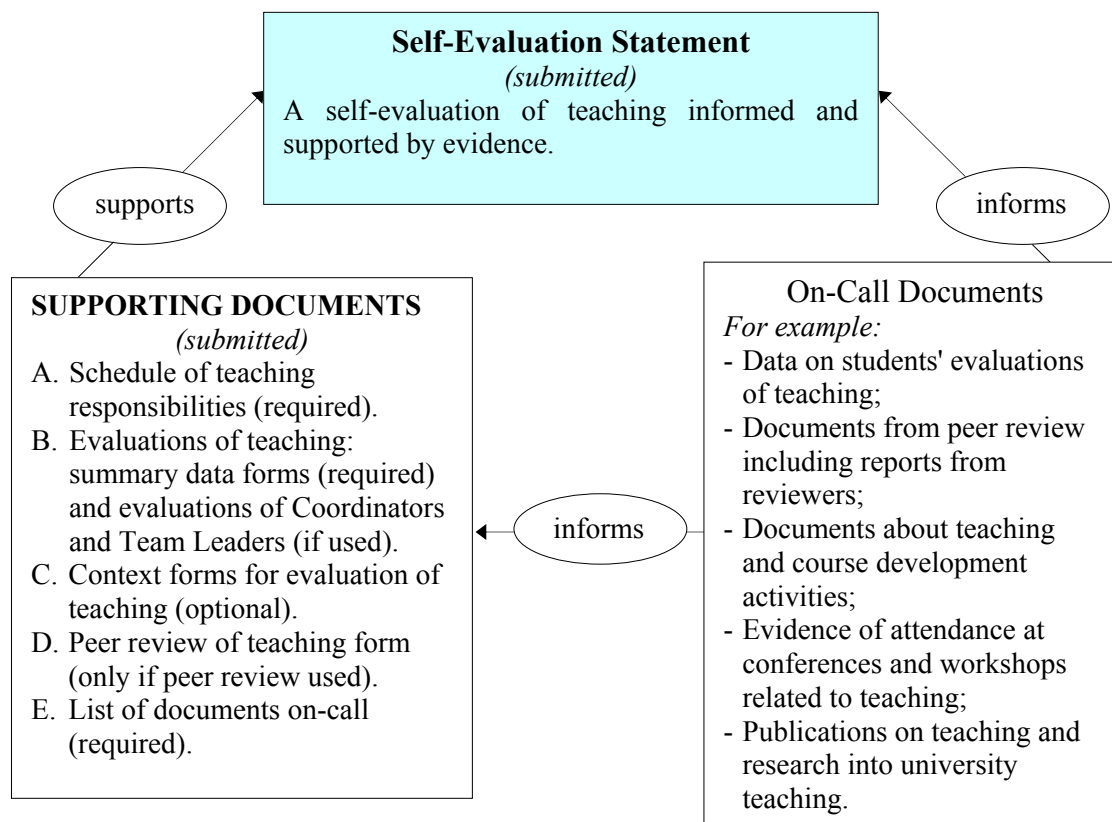 Self-Evaluation Statement
(submitted)
A self-evaluation of teaching informed and
supported by evidence.
supports
informs
SUPPORTING DOCUMENTS
(submitted)
A. Schedule of teaching
responsibilities (required).
B. Evaluations of teaching:
summary data forms (required)
and evaluations of Coordinators
and Team Leaders (if used).
C. Context forms for evaluation of
teaching (optional).
D. Peer review of teaching form
(only if peer review used).
E. List of documents on-call
(required).
informs
On-Call Documents
For example:
- Data on students' evaluations
of teaching;
- Documents from peer review
including reports from
reviewers;
- Documents about teaching
and course development
activities;
- Evidence of attendance at
conferences and workshops
related to teaching;
- Publications on teaching and
research into university
teaching.